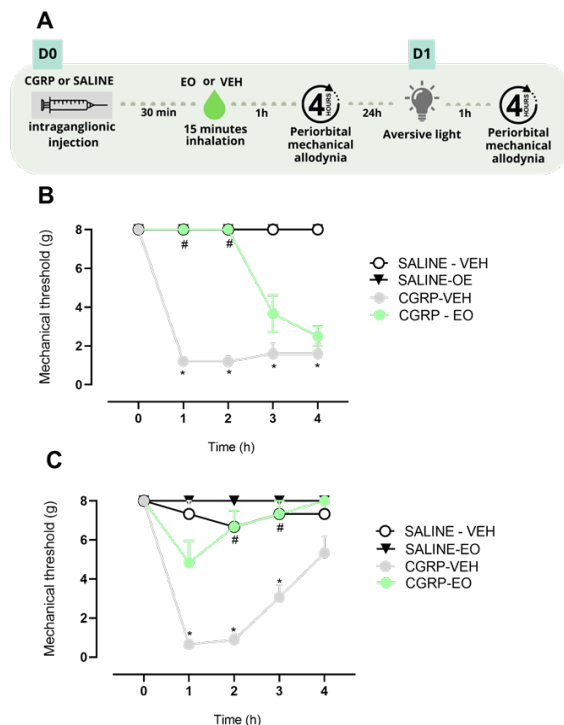 A
D0
D1
CGRP or SALINE
EO or VEH
4 HOURS
4 HOURS
30 min
1h
24h
1h
intraganglionic
injection
15 minutes
inhalation
Periorbital
mechanical
allodynia
Aversive light
Periorbital
mechanical
allodynia
B
Mechanical threshold (g)
8
6
4
2
0
# #
* * * *
0 1 2 3 4
Time (h)
SALINE - VEH
SALINE-OE
CGRP-VEH
CGRP - EO
C
Mechanical threshold (g)
8
6
4
2
0
# #
* * *
0 1 2 3 4
Time (h)
SALINE - VEH
SALINE-EO
CGRP-VEH
CGRP-EO